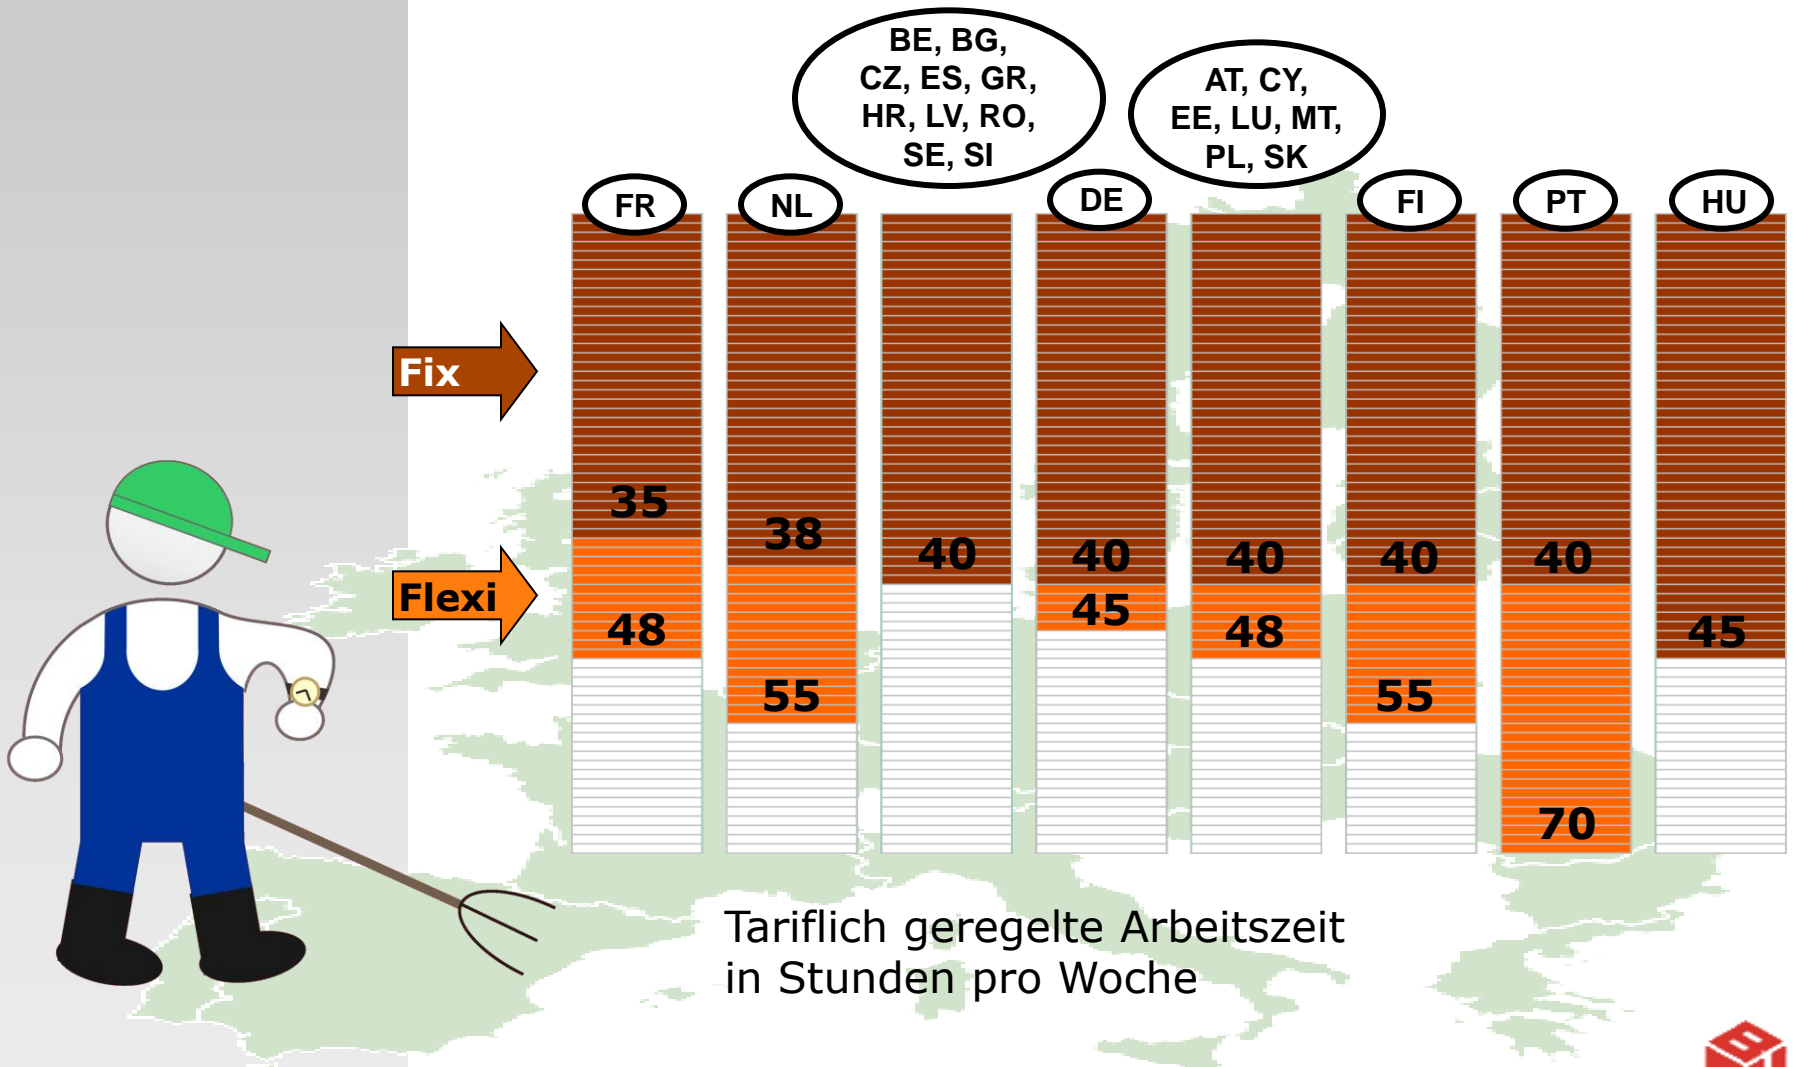 BE, BG,
CZ, ES, GR,
HR, LV, RO,
SE, SI
AT, CY,
EE, LU, MT,
PL, SK
FR
NL
DE
FI
PT
HU
Fix
35
38
40
40
40
40
40
45
Flexi
48
55
45
48
55
70
Tariflich geregelte Arbeitszeit
in Stunden pro Woche